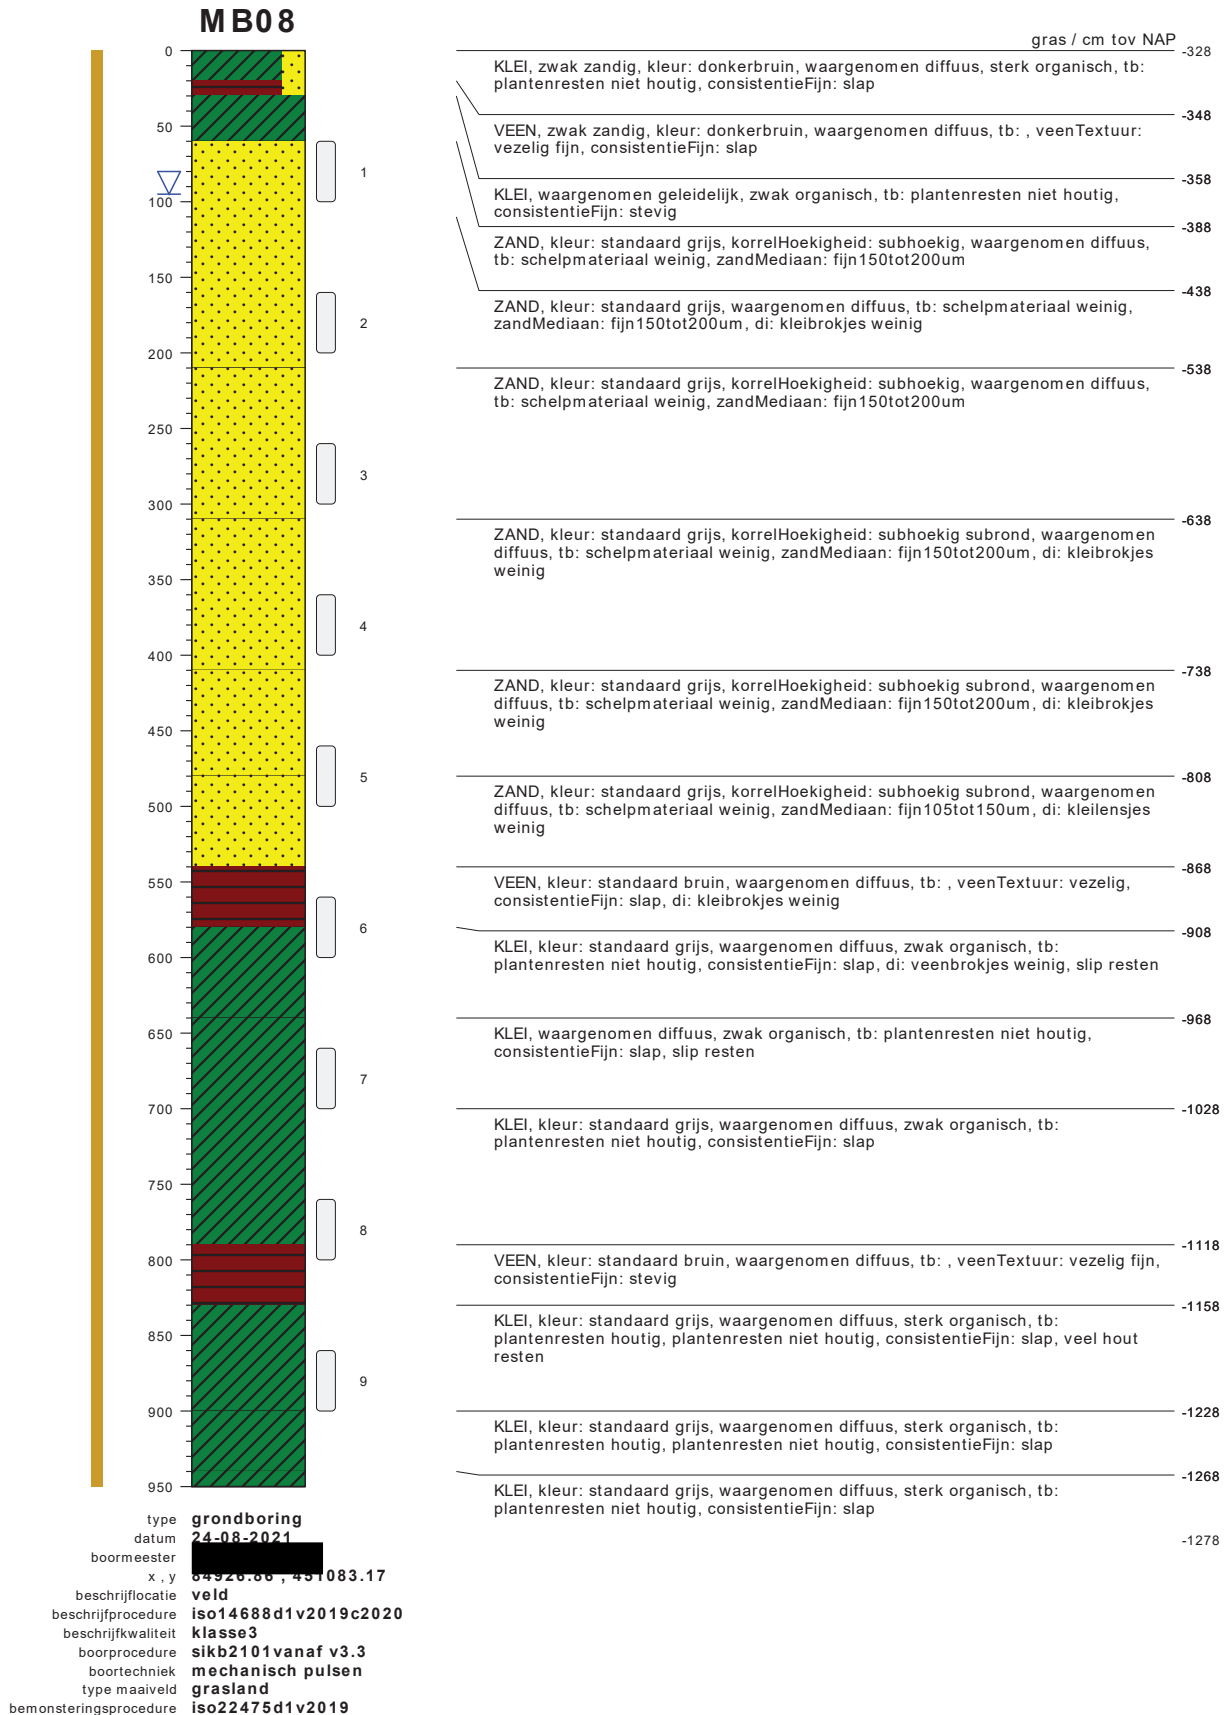 MB08
gras / cm tov NAP
0
50
100
150
200
250
300
350
400
450
500
550
600
650
700
750
800
850
900
950
1
2
3
4
5
6
7
8
9
-328
KLEI, zwak zandig, kleur: donkerbruin, waargenomen diffuus, sterk organisch, tb:
plantenresten niet houtig, consistentieFijn: slap
-348
VEEN, zwak zandig, kleur: donkerbruin, waargenomen diffuus, tb: , veenTextuur:
vezelig fijn, consistentieFijn: slap
-358
KLEI, waargenomen geleidelijk, zwak organisch, tb: plantenresten niet houtig,
consistentieFijn: stevig
-388
ZAND, kleur: standaard grijs, korrelHoekigheid: subhoekig, waargenomen diffuus,
tb: schelpmateriaal weinig, zandMediaan: fijn150tot200um
-438
ZAND, kleur: standaard grijs, waargenomen diffuus, tb: schelpmateriaal weinig,
zandMediaan: fijn150tot200um, di: kleibrokjes weinig
-538
ZAND, kleur: standaard grijs, korrelHoekigheid: subhoekig, waargenomen diffuus,
tb: schelpmateriaal weinig, zandMediaan: fijn150tot200um
-638
ZAND, kleur: standaard grijs, korrelHoekigheid: subhoekig subrond, waargenomen
diffuus, tb: schelpmateriaal weinig, zandMediaan: fijn150tot200um, di: kleibrokjes
weinig
-738
ZAND, kleur: standaard grijs, korrelHoekigheid: subhoekig subrond, waargenomen
diffuus, tb: schelpmateriaal weinig, zandMediaan: fijn150tot200um, di: kleibrokjes
weinig
-808
ZAND, kleur: standaard grijs, korrelHoekigheid: subhoekig subrond, waargenomen
diffuus, tb: schelpmateriaal weinig, zandMediaan: fijn105tot150um, di: kleilensjes
weinig
-868
VEEN, kleur: standaard bruin, waargenomen diffuus, tb: , veenTextuur: vezelig,
consistentieFijn: slap, di: kleibrokjes weinig
-908
KLEI, kleur: standaard grijs, waargenomen diffuus, zwak organisch, tb:
plantenresten niet houtig, consistentieFijn: slap, di: veenbrokjes weinig, slip resten
-968
KLEI, waargenomen diffuus, zwak organisch, tb: plantenresten niet houtig,
consistentieFijn: slap, slip resten
-1028
KLEI, kleur: standaard grijs, waargenomen diffuus, zwak organisch, tb:
plantenresten niet houtig, consistentieFijn: slap
-1118
VEEN, kleur: standaard bruin, waargenomen diffuus, tb: , veenTextuur: vezelig fijn,
consistentieFijn: stevig
-1158
KLEI, kleur: standaard grijs, waargenomen diffuus, sterk organisch, tb:
plantenresten houtig, plantenresten niet houtig, consistentieFijn: slap, veel hout
resten
-1228
KLEI, kleur: standaard grijs, waargenomen diffuus, sterk organisch, tb:
plantenresten houtig, plantenresten niet houtig, consistentieFijn: slap
-1268
KLEI, kleur: standaard grijs, waargenomen diffuus, sterk organisch, tb:
plantenresten niet houtig, consistentieFijn: slap
-1278
type grondboring
datum 24-08-2021
boormeester
x , y 84926.86 , 451083.17
beschrijflocatie veld
beschrijfprocedure iso14688d1v2019c2020
beschrijfkwaliteit klasse3
boorprocedure sikb2101vanaf v3.3
boortechniek mechanisch pulsen
type maaiveld grasland
bemonsteringsprocedure iso22475d1v2019